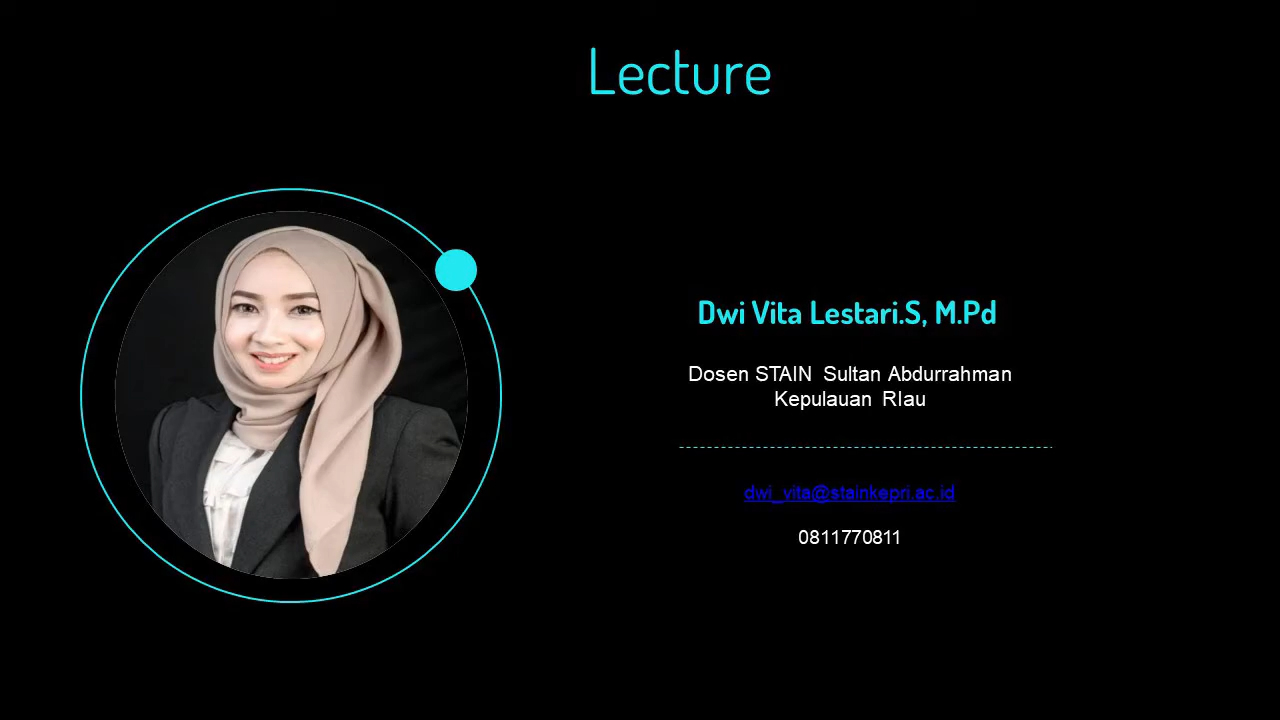 Lecture
Dwi Vita Lestari.S, M.Pd
Dosen STAIN Sultan Abdurrahman
Kepulauan RIau
dwi_vita@stainkepri.ac.id
0811770811